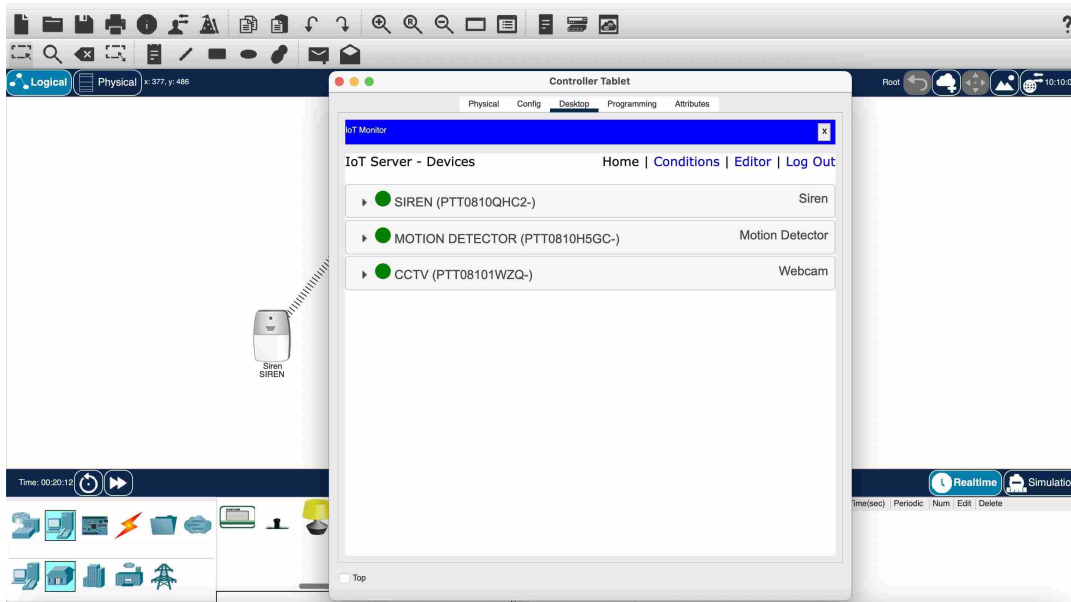 ?
Logical Physical x: 377, y: 486
Root 10:10:0
Controller Tablet
Physical Config Desktop Programming Attributes
IoT Monitor X
IoT Server - Devices Home | Conditions | Editor | Log Out
SIREN (PTT0810QHC2-) Siren
MOTION DETECTOR (PTT0810H5GC-) Motion Detector
CCTV (PTT08101WZQ-) Webcam
Siren
SIREN
Time: 00:20:12
Realtime Simulatio
Time(sec) Periodic Num Edit Delete
Top